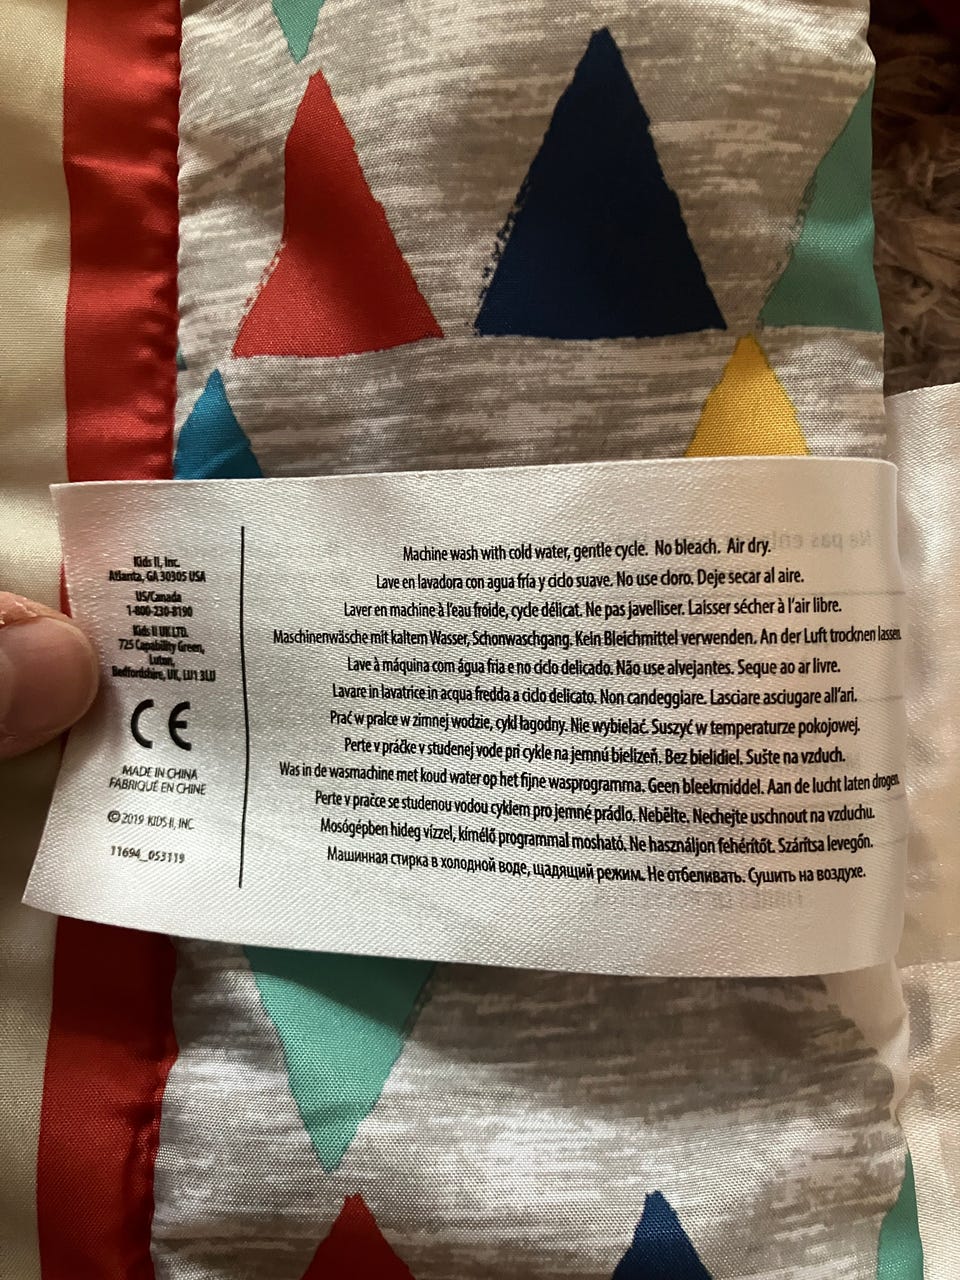 Kids II, Inc.
Atlanta, GA 30305 USA
US/Canada
1-800-230-8190
Kids II UK LTD.
725 Capability Green,
Luton,
Bedfordshire, UK, LU1 3LU
CE
MADE IN CHINA
FABRIQUÉ EN CHINE
©2019 KIDS II, INC
11694_053119
Machine wash with cold water, gentle cycle. No bleach. Air dry.
Lave en lavadora con agua fría y ciclo suave. No use cloro. Deje secar al aire.
Laver en machine à l'eau froide, cycle délicat. Ne pas javelliser. Laisser sécher à l'air libre.
Maschinenwäsche mit kaltem Wasser, Schonwaschgang. Kein Bleichmittel verwenden. An der Luft trocknen lassen.
Lave à máquina com água fria e no ciclo delicado. Não use alvejantes. Seque ao ar livre.
Lavare in lavatrice in acqua fredda a ciclo delicato. Non candeggiare. Lasciare asciugare all'ari.
Prać w pralce w zimnej wodzie, cykl łagodny. Nie wybielać. Suszyć w temperaturze pokojowej.
Perte v práčke v studenej vode pri cykle na jemnú bielizeň. Bez bielidiel. Sušte na vzduch.
Was in de wasmachine met koud water op het fijne wasprogramma. Geen bleekmiddel. Aan de lucht laten drogen.
Perte v pračce se studenou vodou cyklem pro jemné prádlo. Nebělte. Nechejte uschnout na vzduchu.
Mosógépben hideg vízzel, kímélő programmal mosható. Ne használjon fehérítőt. Szárítsa levegőn.
Машинная стирка в холодной воде, щадящий режим. Не отбеливать. Сушить на воздухе.